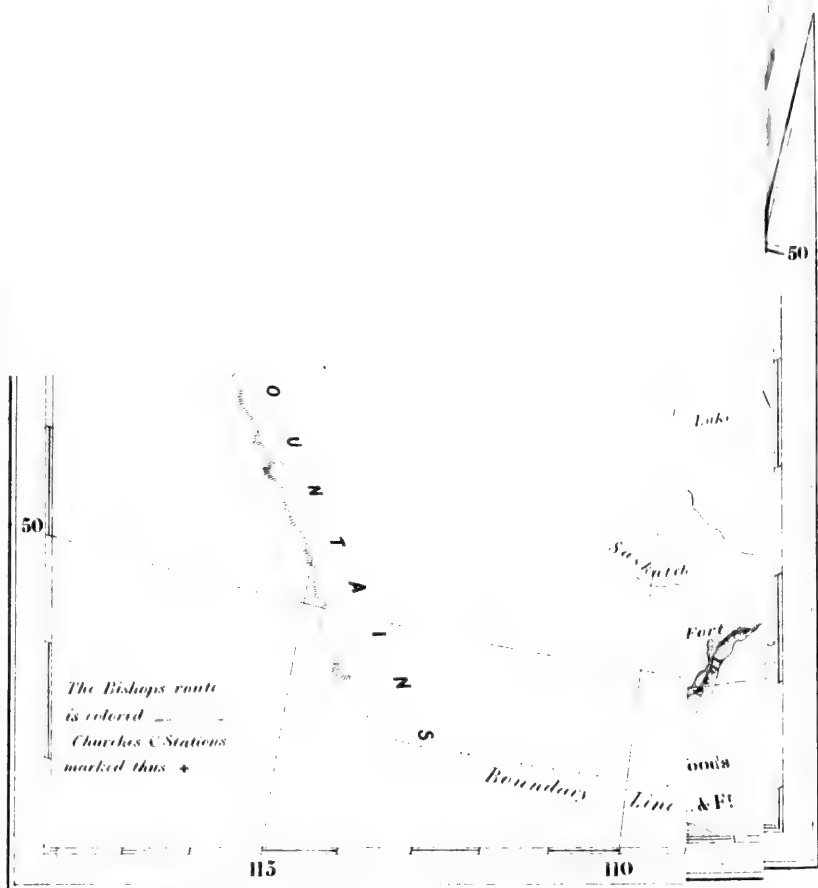 50
OUNTAINS
Lake
50
Saskatch
Fort
The Bishops route
is colored
Churches & Stations
marked thus +
oods
Boundary Line
& Ft
115
110